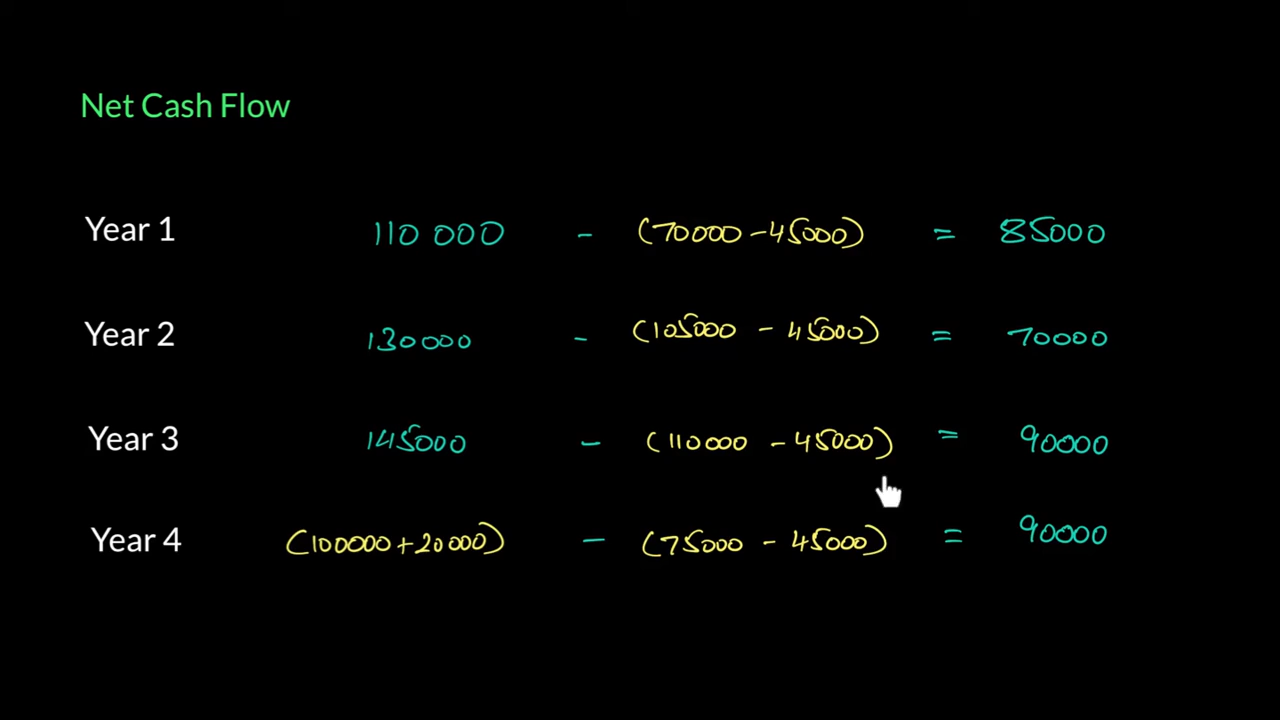 Net Cash Flow
Year 1 110 000 - (70000 - 45000) = 85000
Year 2 130000 - (105000 - 45000) = 70000
Year 3 145000 - (110000 - 45000) = 90000
Year 4 (100000 + 20000) - (75000 - 45000) = 90000